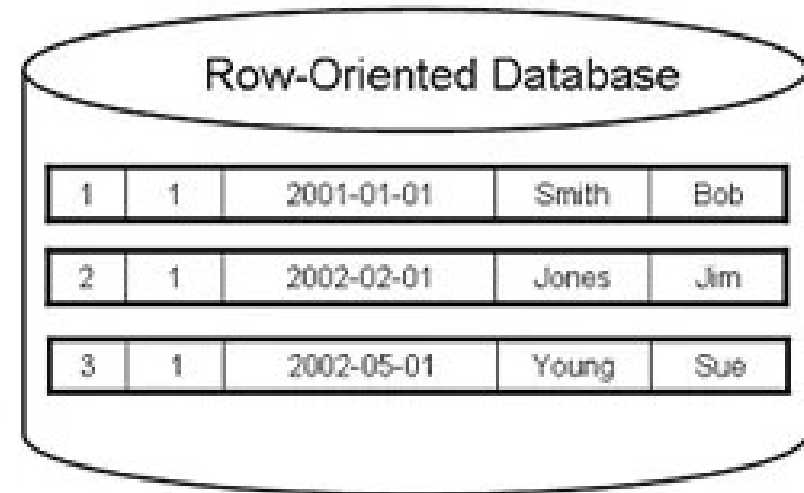 Row-Oriented Database
1 1 2001-01-01 Smith Bob
2 1 2002-02-01 Jones Jim
3 1 2002-05-01 Young Sue